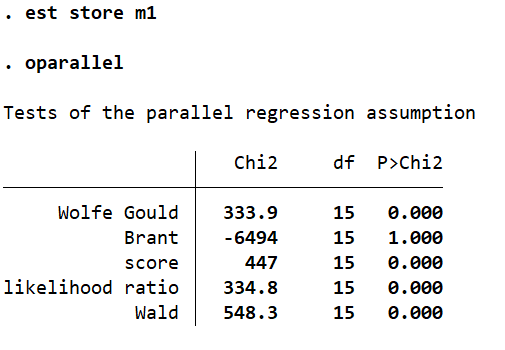 . est store m1
. oparallel
Tests of the parallel regression assumption
Chi2 df P>Chi2
Wolfe Gould 333.9 15 0.000
Brant -6494 15 1.000
score 447 15 0.000
likelihood ratio 334.8 15 0.000
Wald 548.3 15 0.000